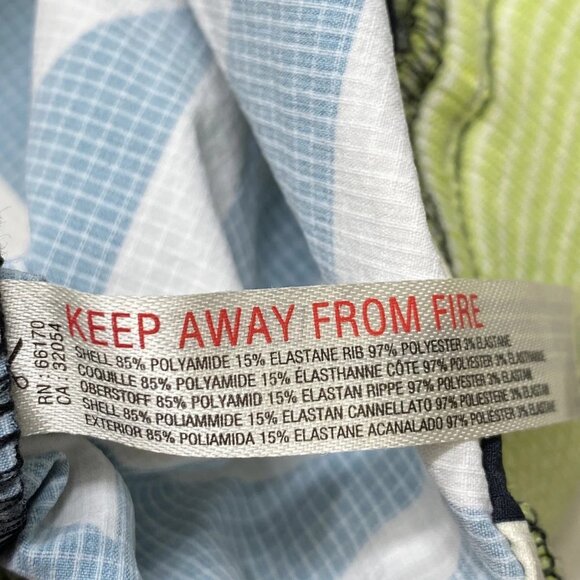 KEEP AWAY FROM FIRE
SHELL 85% POLYAMIDE 15% ELASTANE RIB 97% POLYESTER 3% ELASTANE
COQUILLE 85% POLYAMIDE 15% ÉLASTHANNE CÔTE 97% POLYESTER 3% ÉLASTHANNE
OBERSTOFF 85% POLYAMID 15% ELASTAN RIPPE 97% POLYESTER 3% ELASTAN
SHELL 85% POLIAMMIDE 15% ELASTAN CANNELLATO 97% POLIESTERE 3% ELASTAN
EXTERIOR 85% POLIAMIDA 15% ELASTANE ACANALADO 97% POLIÉSTER 3% ELASTANE
RN 66170
CA 32054